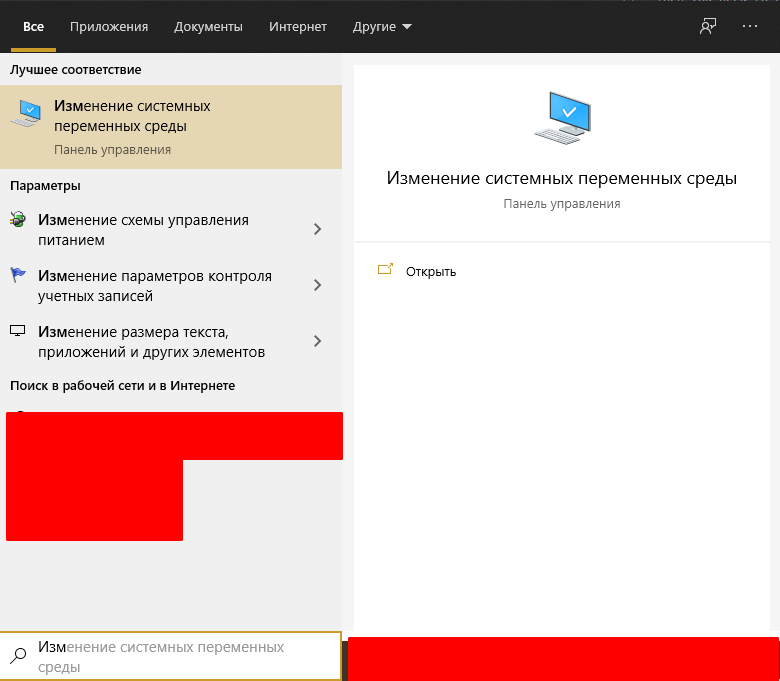 Все Приложения Документы Интернет Другие
Лучшее соответствие
Изменение системных
переменных среды
Панель управления
Параметры
Изменение схемы управления
питанием
Изменение параметров контроля
учетных записей
Изменение размера текста,
приложений и других элементов
Поиск в рабочей сети и в Интернете
Изменение системных переменных
среды
Изменение системных переменных среды
Панель управления
Открыть